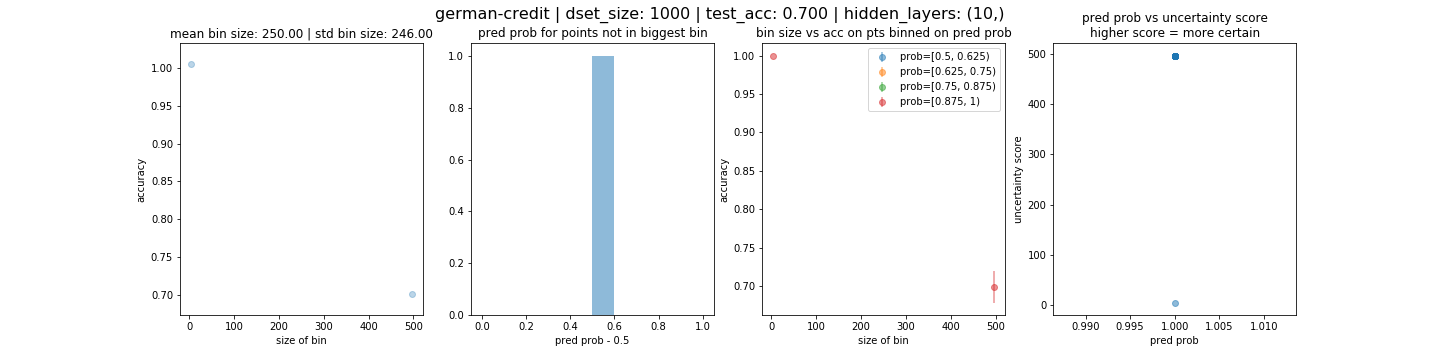 german-credit | dset_size: 1000 | test_acc: 0.700 | hidden_layers: (10,)
mean bin size: 250.00 | std bin size: 246.00
1.00
0.95
0.90
0.85
0.80
0.75
0.70
accuracy
0 100 200 300 400 500
size of bin
pred prob for points not in biggest bin
1.0
0.8
0.6
0.4
0.2
0.0
0.0 0.2 0.4 0.6 0.8 1.0
pred prob - 0.5
bin size vs acc on pts binned on pred prob
prob=[0.5, 0.625)
prob=[0.625, 0.75)
prob=[0.75, 0.875)
prob=[0.875, 1)
1.00
0.95
0.90
0.85
0.80
0.75
0.70
accuracy
0 100 200 300 400 500
size of bin
pred prob vs uncertainty score
higher score = more certain
500
400
300
200
100
0
uncertainty score
0.990 0.995 1.000 1.005 1.010
pred prob